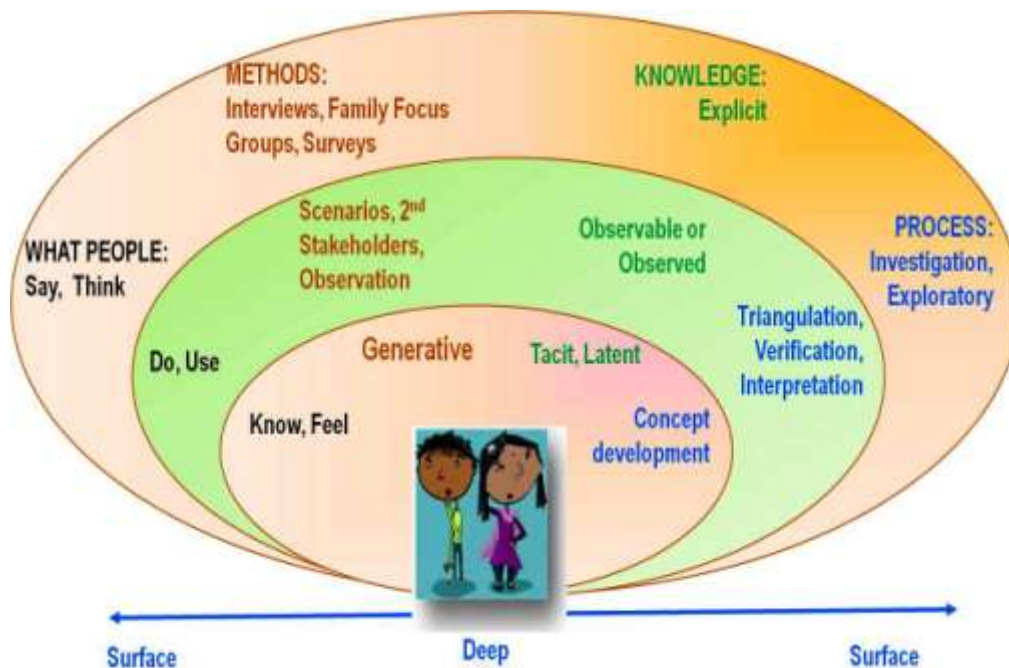 METHODS:
Interviews, Family Focus
Groups, Surveys
KNOWLEDGE:
Explicit
Scenarios, 2nd
Stakeholders,
Observation
Observable or
Observed
WHAT PEOPLE:
Say, Think
PROCESS:
Investigation,
Exploratory
Do, Use
Triangulation,
Verification,
Interpretation
Generative
Tacit, Latent
Know, Feel
Concept
development
Surface
Deep
Surface